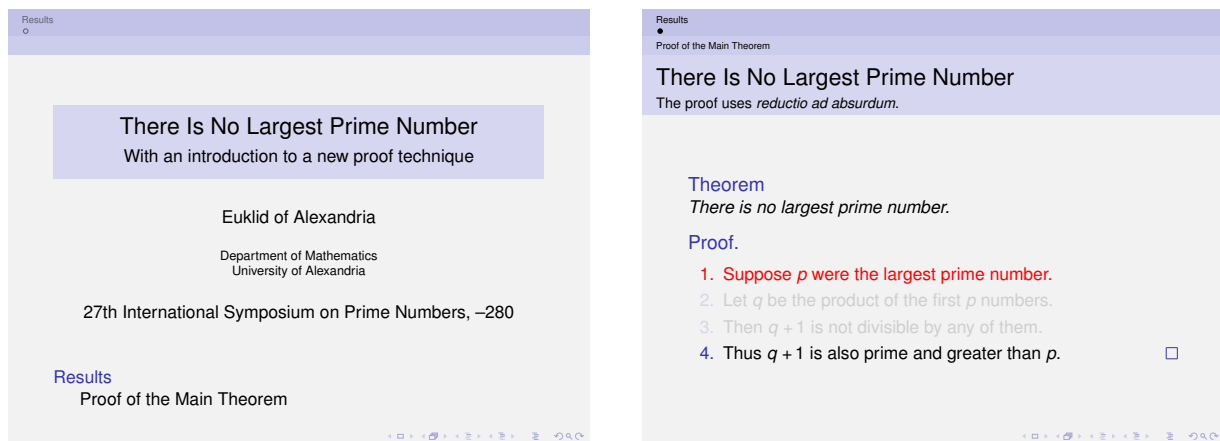 Results
There Is No Largest Prime Number
With an introduction to a new proof technique
Euklid of Alexandria
Department of Mathematics
University of Alexandria
27th International Symposium on Prime Numbers, –280
Results
Proof of the Main Theorem
Results
Proof of the Main Theorem
There Is No Largest Prime Number
The proof uses reductio ad absurdum.
Theorem
There is no largest prime number.
Proof.
1. Suppose p were the largest prime number.
2. Let q be the product of the first p numbers.
3. Then q + 1 is not divisible by any of them.
4. Thus q + 1 is also prime and greater than p.